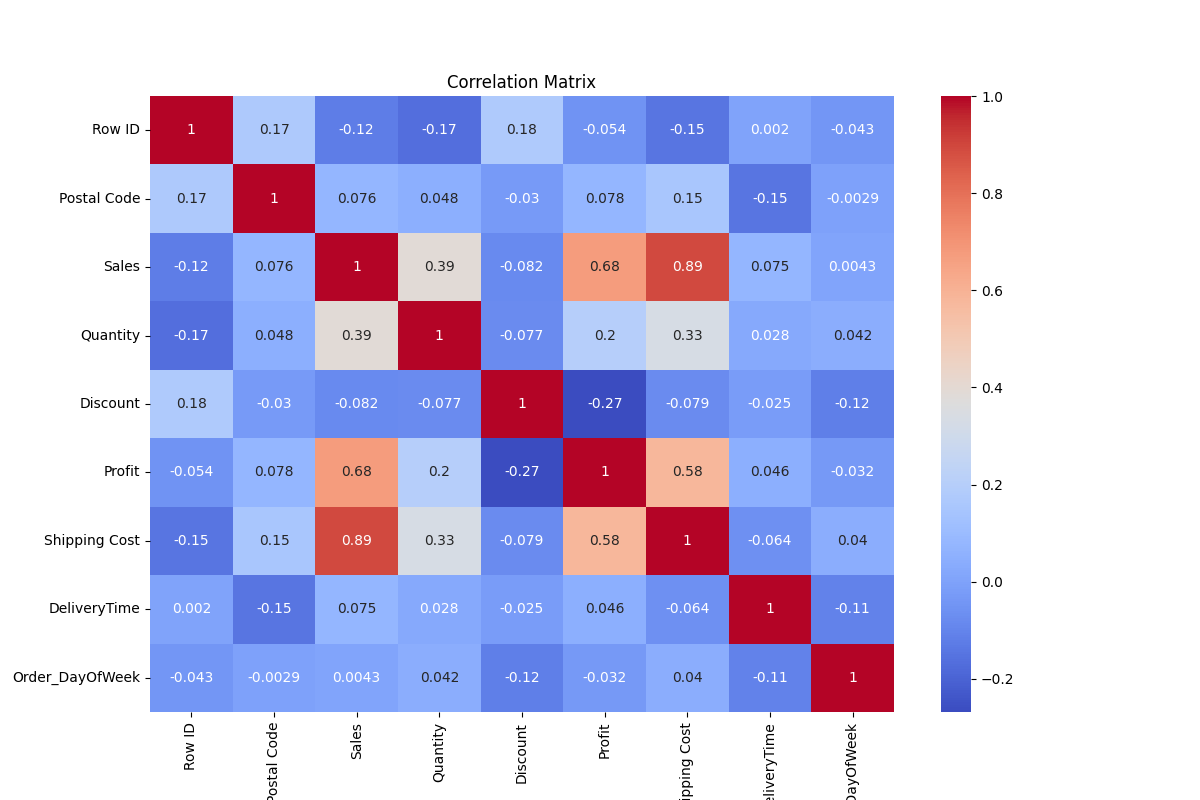 Correlation Matrix
Row ID 1 0.17 -0.12 -0.17 0.18 -0.054 -0.15 0.002 -0.043
Postal Code 0.17 1 0.076 0.048 -0.03 0.078 0.15 -0.15 -0.0029
Sales -0.12 0.076 1 0.39 -0.082 0.68 0.89 0.075 0.0043
Quantity -0.17 0.048 0.39 1 -0.077 0.2 0.33 0.028 0.042
Discount 0.18 -0.03 -0.082 -0.077 1 -0.27 -0.079 -0.025 -0.12
Profit -0.054 0.078 0.68 0.2 -0.27 1 0.58 0.046 -0.032
Shipping Cost -0.15 0.15 0.89 0.33 -0.079 0.58 1 -0.064 0.04
DeliveryTime 0.002 -0.15 0.075 0.028 -0.025 0.046 -0.064 1 -0.11
Order_DayOfWeek -0.043 -0.0029 0.0043 0.042 -0.12 -0.032 0.04 -0.11 1
Row ID
Postal Code
Sales
Quantity
Discount
Profit
ipping Cost
eliveryTime
DayOfWeek
1.0
0.8
0.6
0.4
0.2
0.0
−0.2